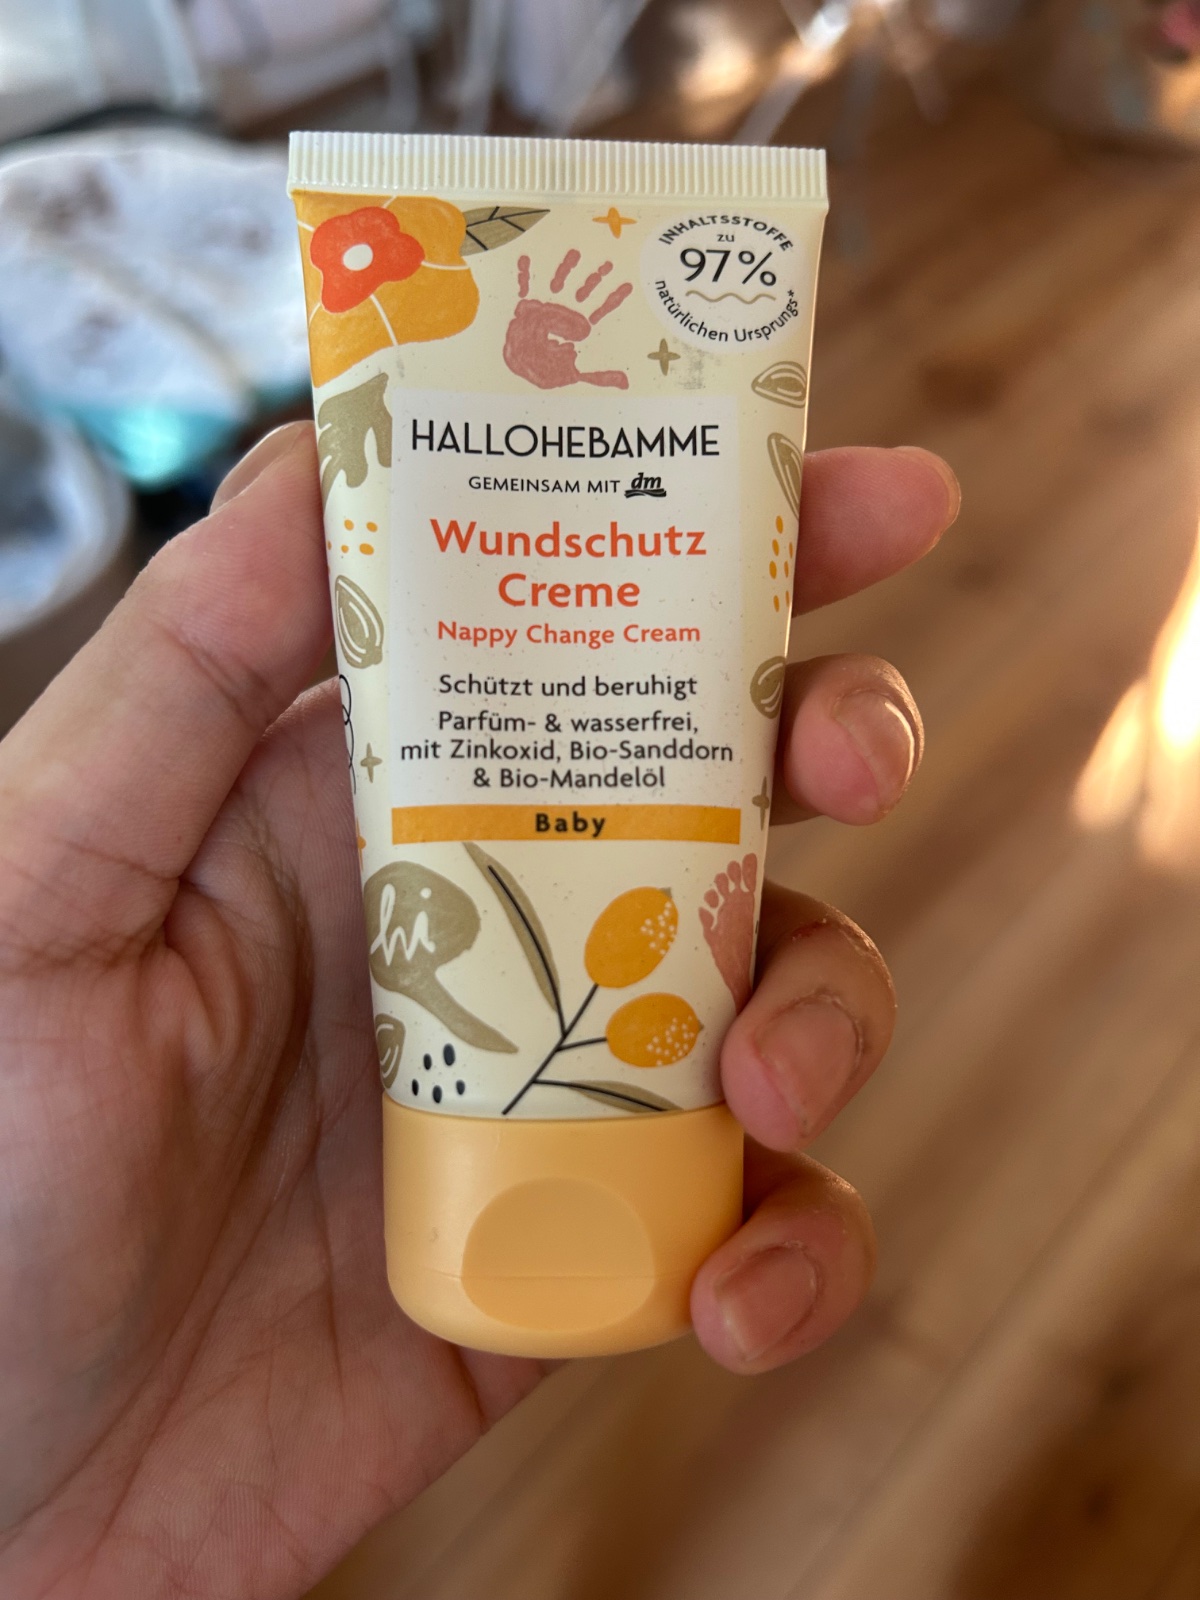 INHALTSSTOFFE
zu
97%
natürlichen Ursprungs*
HALLOHEBAMME
GEMEINSAM MIT dm
Wundschutz
Creme
Nappy Change Cream
Schützt und beruhigt
Parfüm- & wasserfrei,
mit Zinkoxid, Bio-Sanddorn
& Bio-Mandelöl
Baby
hi